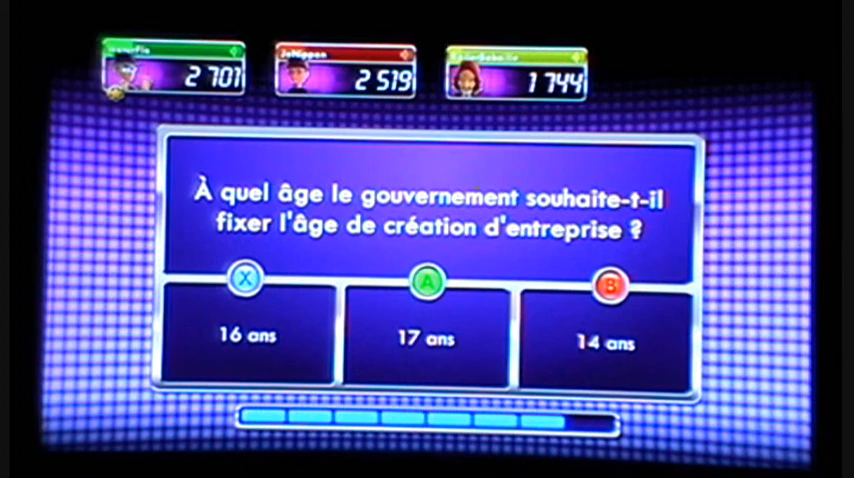 2 701
JeNippon
2 519
1 744
À quel âge le gouvernement souhaite-t-il
fixer l'âge de création d'entreprise ?
X
A
B
16 ans
17 ans
14 ans